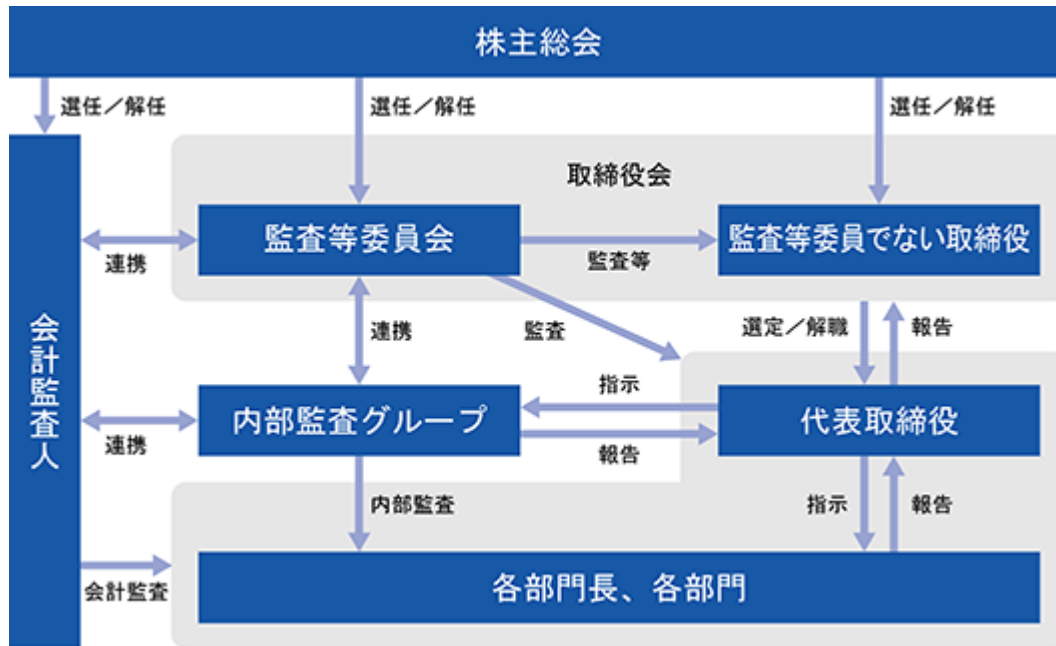 株主総会
選任／解任
選任／解任
選任／解任
取締役会
監査等委員会
監査等委員でない取締役
連携
監査等
会計監査人
連携
監査
選定／解職
報告
指示
内部監査グループ
代表取締役
連携
報告
内部監査
指示
報告
会計監査
各部門長、各部門